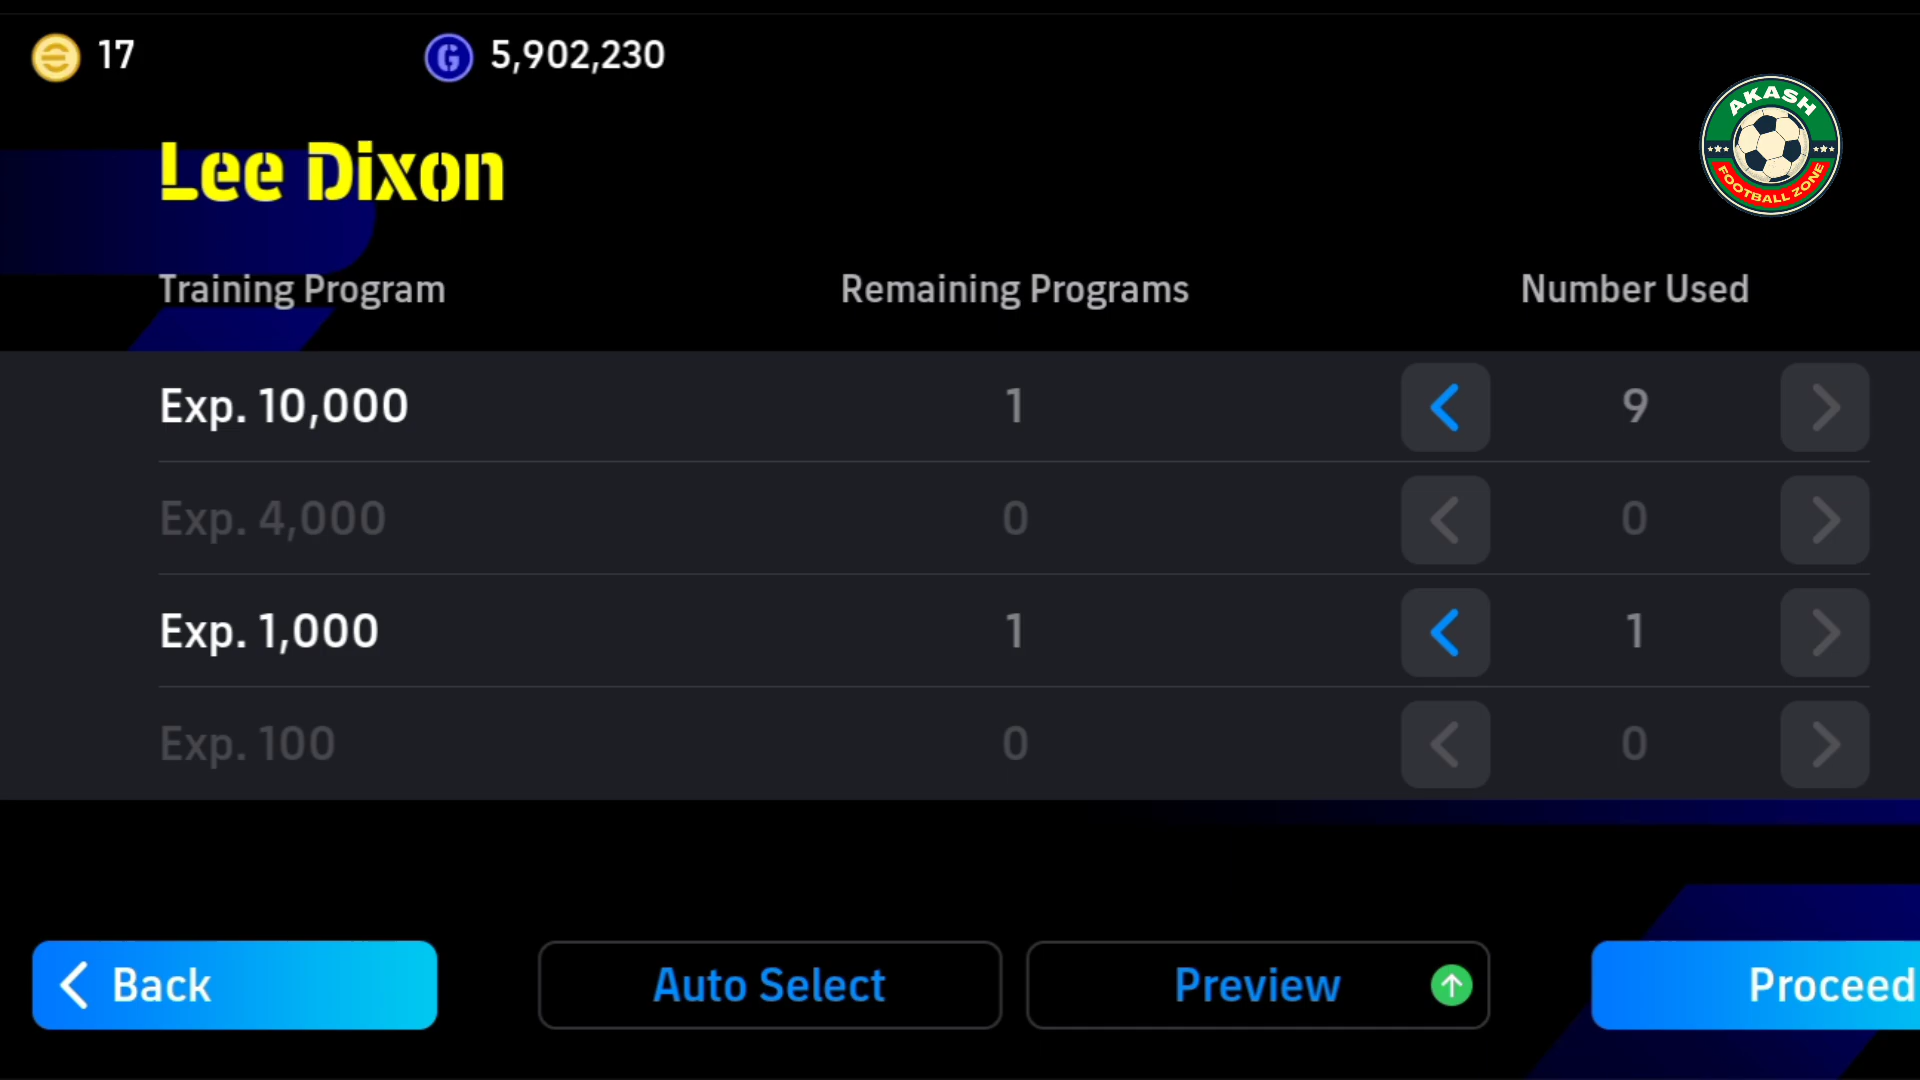 17
5,902,230
AKASH
FOOTBALL ZONE
Lee Dixon
Training Program Remaining Programs Number Used
Exp. 10,000 1 9
Exp. 4,000 0 0
Exp. 1,000 1 1
Exp. 100 0 0
Back Auto Select Preview Proceed